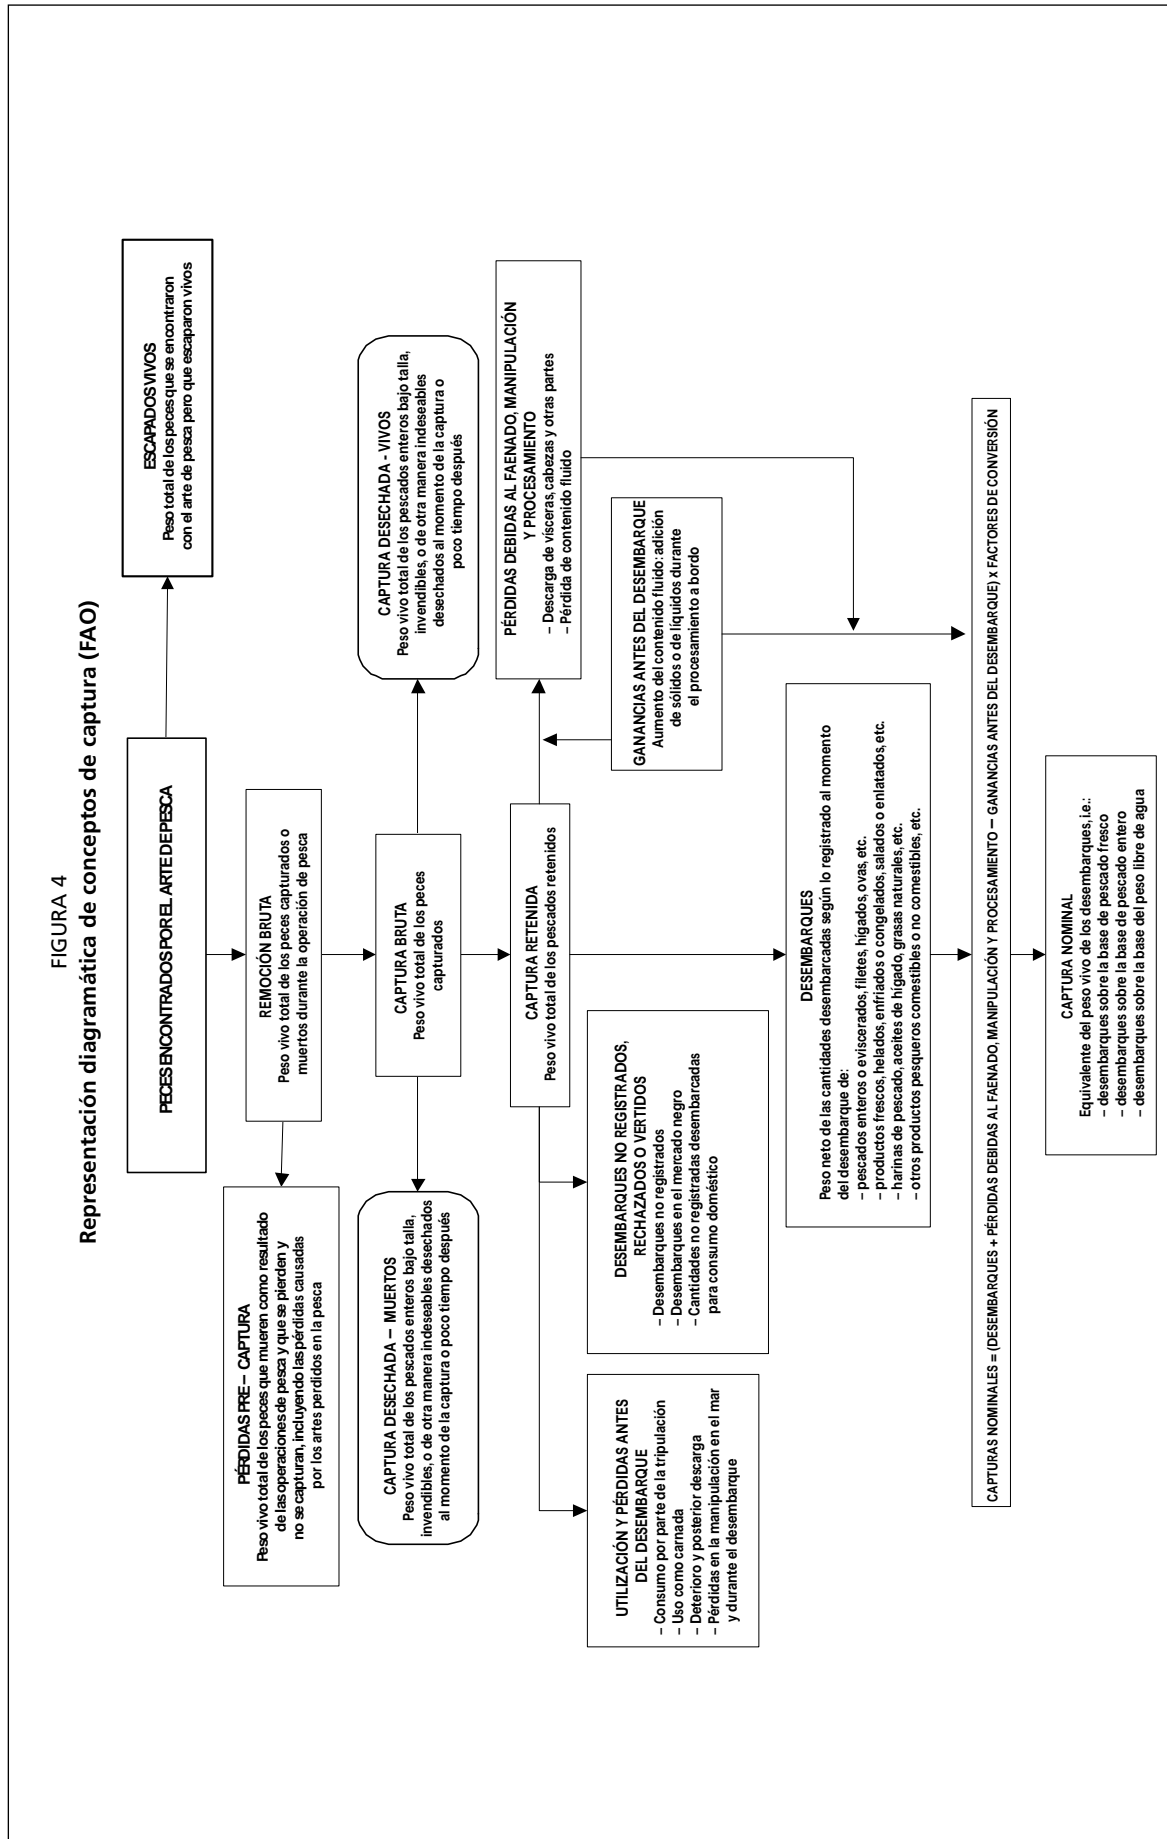 FIGURA 4
Representación diagramática de conceptos de captura (FAO)
PECES ENCONTRADOS POR EL ARTE DE PESCA
ESCAPADOS VIVOS
Peso total de los peces que se encontraron
con el arte de pesca pero que escaparon vivos
PÉRDIDAS PRE – CAPTURA
Peso vivo total de los peces que mueren como resultado
de las operaciones de pesca y que se pierden y
no se capturan, incluyendo las pérdidas causadas
por los artes perdidos en la pesca
REMOCIÓN BRUTA
Peso vivo total de los peces capturados o
muertos durante la operación de pesca
CAPTURA DESECHADA – MUERTOS
Peso vivo total de los pescados enteros bajo talla,
invendibles, o de otra manera indeseables desechados
al momento de la captura o poco tiempo después
CAPTURA BRUTA
Peso vivo total de los peces
capturados
CAPTURA DESECHADA - VIVOS
Peso vivo total de los pescados enteros bajo talla,
invendibles, o de otra manera indeseables
desechados al momento de la captura o
poco tiempo después
CAPTURA RETENIDA
Peso vivo total de los pescados retenidos
PÉRDIDAS DEBIDAS AL FAENADO, MANIPULACIÓN
Y PROCESAMIENTO
– Descarga de vísceras, cabezas y otras partes
– Pérdida de contenido fluido
UTILIZACIÓN Y PÉRDIDAS ANTES
DEL DESEMBARQUE
– Consumo por parte de la tripulación
– Uso como carnada
– Deterioro y posterior descarga
– Pérdidas en la manipulación en el mar
y durante el desembarque
DESEMBARQUES NO REGISTRADOS,
RECHAZADOS O VERTIDOS
– Desembarques no registrados
– Desembarques en el mercado negro
– Cantidades no registradas desembarcadas
para consumo doméstico
GANANCIAS ANTES DEL DESEMBARQUE
Aumento del contenido fluido: adición
de sólidos o de líquidos durante
el procesamiento a bordo
DESEMBARQUES
Peso neto de las cantidades desembarcadas según lo registrado al momento
del desembarque de:
– pescados enteros o eviscerados, filetes, hígados, ovas, etc.
– productos frescos, helados, enfriados o congelados, salados o enlatados, etc.
– harinas de pescado, aceites de hígado, grasas naturales, etc.
– otros productos pesqueros comestibles o no comestibles, etc.
CAPTURAS NOMINALES = (DESEMBARQUES + PÉRDIDAS DEBIDAS AL FAENADO, MANIPULACIÓN Y PROCESAMIENTO – GANANCIAS ANTES DEL DESEMBARQUE) x FACTORES DE CONVERSIÓN
CAPTURA NOMINAL
Equivalente del peso vivo de los desembarques, i.e.:
– desembarques sobre la base de pescado fresco
– desembarques sobre la base de pescado entero
– desembarques sobre la base del peso libre de agua